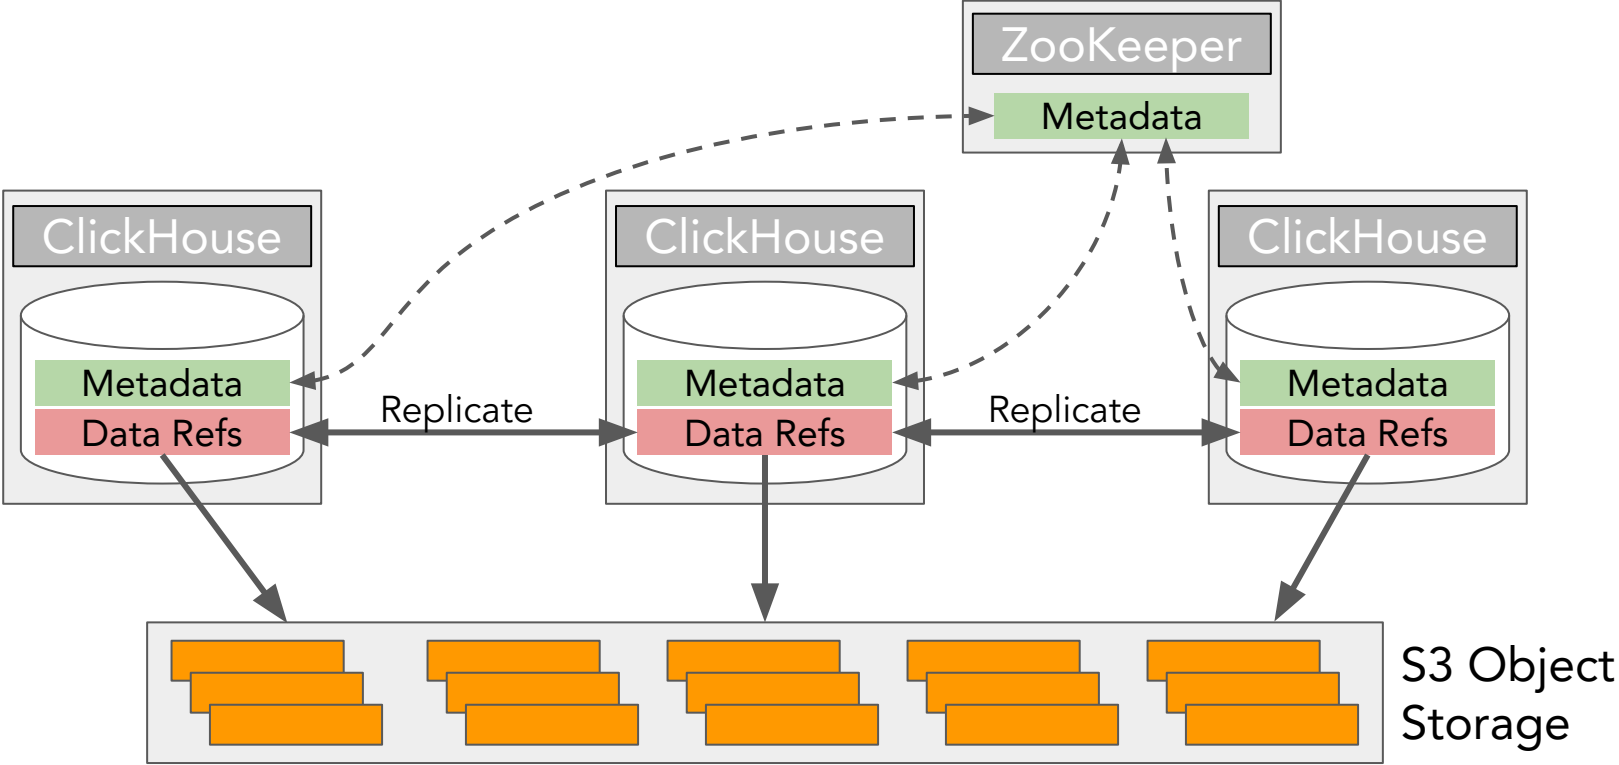 ZooKeeper
Metadata
ClickHouse
ClickHouse
ClickHouse
Metadata
Metadata
Metadata
Replicate
Replicate
Data Refs
Data Refs
Data Refs
S3 Object
Storage